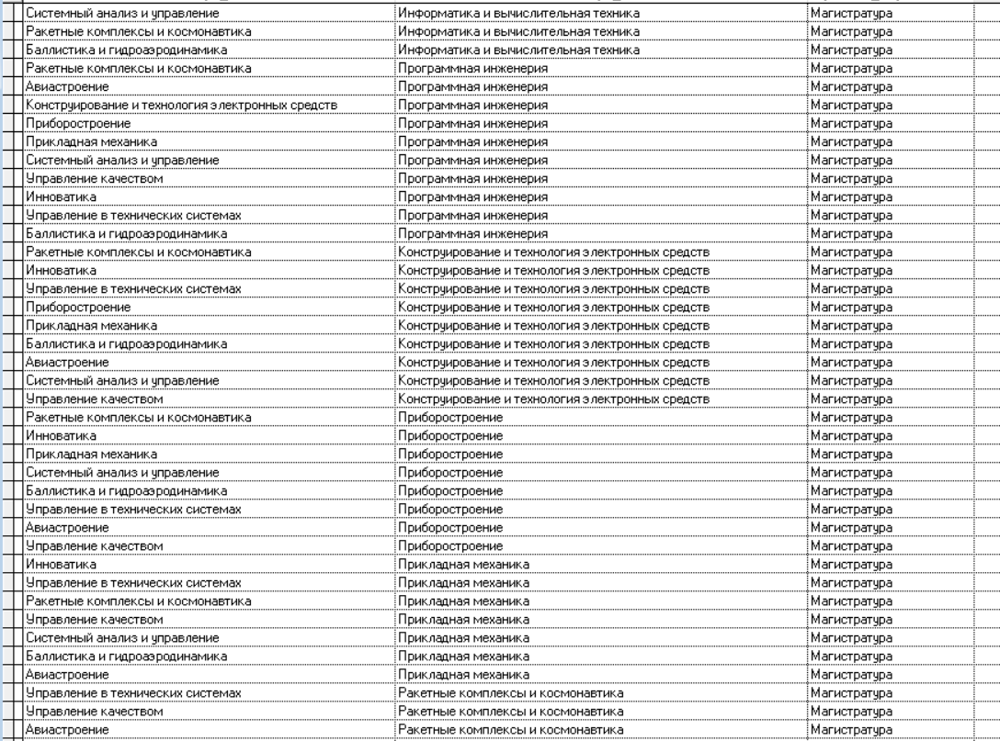 Системный анализ и управление Информатика и вычислительная техника Магистратура
Ракетные комплексы и космонавтика Информатика и вычислительная техника Магистратура
Баллистика и гидроаэродинамика Информатика и вычислительная техника Магистратура
Ракетные комплексы и космонавтика Программная инженерия Магистратура
Авиастроение Программная инженерия Магистратура
Конструирование и технология электронных средств Программная инженерия Магистратура
Приборостроение Программная инженерия Магистратура
Прикладная механика Программная инженерия Магистратура
Системный анализ и управление Программная инженерия Магистратура
Управление качеством Программная инженерия Магистратура
Инноватика Программная инженерия Магистратура
Управление в технических системах Программная инженерия Магистратура
Баллистика и гидроаэродинамика Программная инженерия Магистратура
Ракетные комплексы и космонавтика Конструирование и технология электронных средств Магистратура
Инноватика Конструирование и технология электронных средств Магистратура
Управление в технических системах Конструирование и технология электронных средств Магистратура
Приборостроение Конструирование и технология электронных средств Магистратура
Прикладная механика Конструирование и технология электронных средств Магистратура
Баллистика и гидроаэродинамика Конструирование и технология электронных средств Магистратура
Авиастроение Конструирование и технология электронных средств Магистратура
Системный анализ и управление Конструирование и технология электронных средств Магистратура
Управление качеством Конструирование и технология электронных средств Магистратура
Ракетные комплексы и космонавтика Приборостроение Магистратура
Инноватика Приборостроение Магистратура
Прикладная механика Приборостроение Магистратура
Системный анализ и управление Приборостроение Магистратура
Баллистика и гидроаэродинамика Приборостроение Магистратура
Управление в технических системах Приборостроение Магистратура
Авиастроение Приборостроение Магистратура
Управление качеством Приборостроение Магистратура
Инноватика Прикладная механика Магистратура
Управление в технических системах Прикладная механика Магистратура
Ракетные комплексы и космонавтика Прикладная механика Магистратура
Управление качеством Прикладная механика Магистратура
Системный анализ и управление Прикладная механика Магистратура
Баллистика и гидроаэродинамика Прикладная механика Магистратура
Авиастроение Прикладная механика Магистратура
Управление в технических системах Ракетные комплексы и космонавтика Магистратура
Управление качеством Ракетные комплексы и космонавтика Магистратура
Авиастроение Ракетные комплексы и космонавтика Магистратура